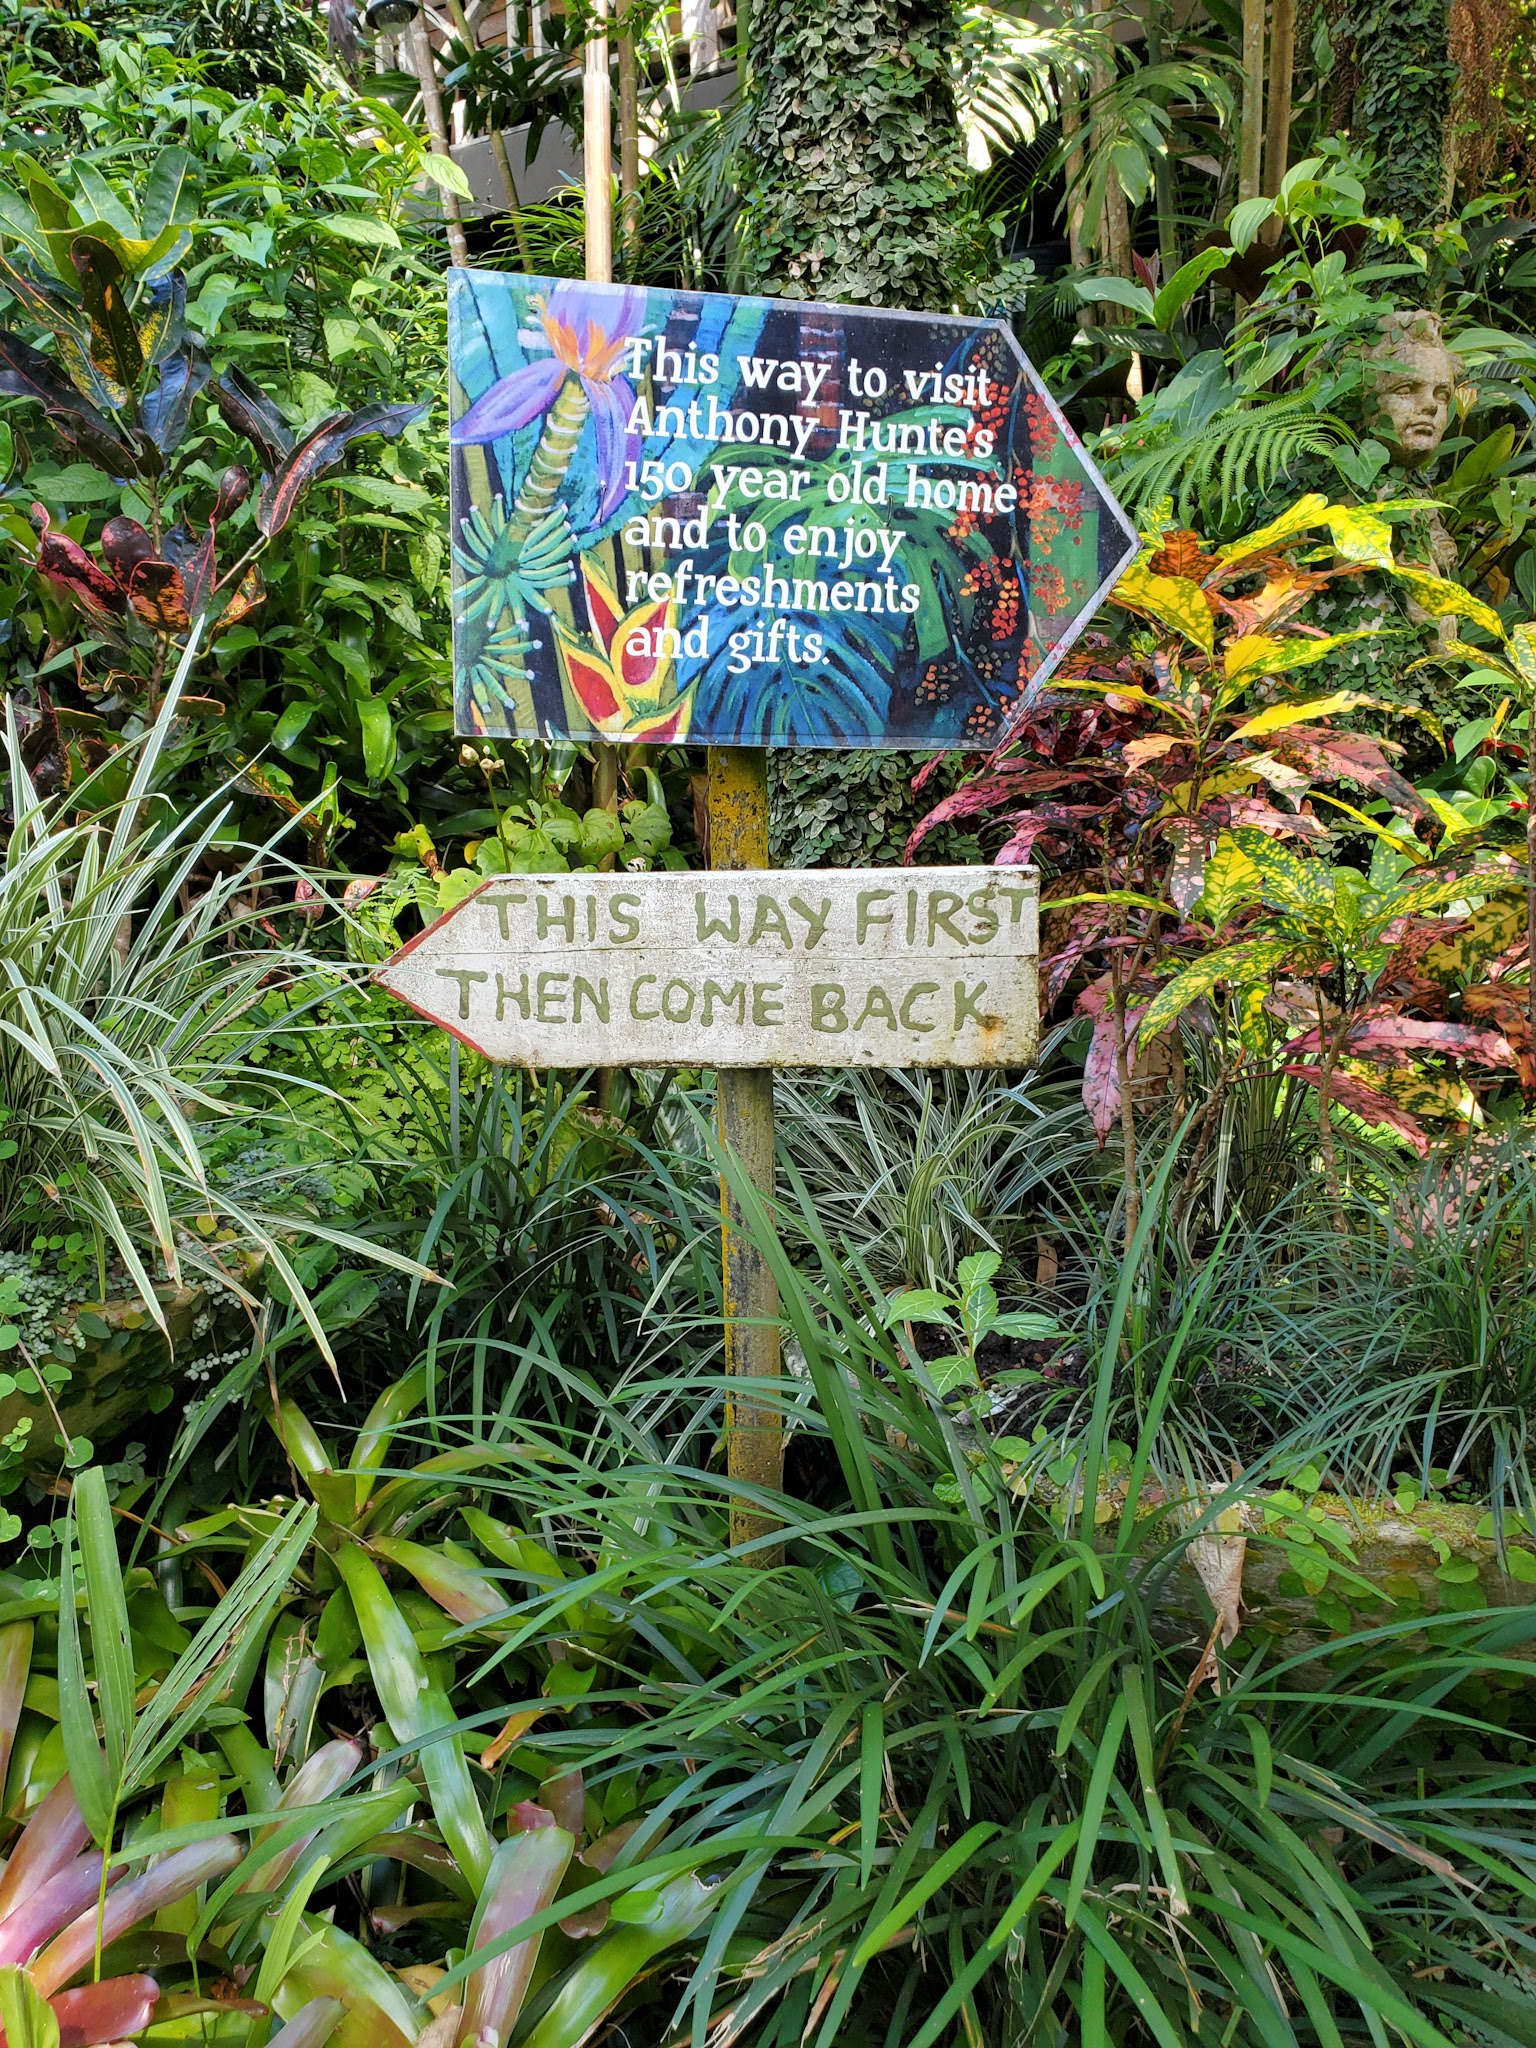 This way to visit
Anthony Hunte's
150 year old home
and to enjoy
refreshments
and gifts.
THIS WAY FIRST
THEN COME BACK